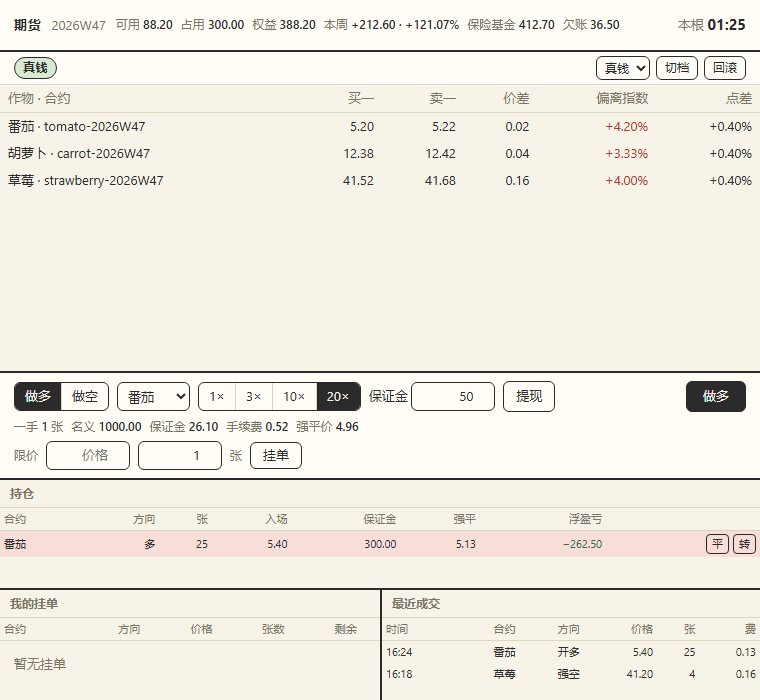 期货 2026W47 可用 88.20 占用 300.00 权益 388.20 本周 +212.60 · +121.07% 保险基金 412.70 欠账 36.50 本根 01:25
真钱 真钱 切档 回滚
作物 · 合约 买一 卖一 价差 偏离指数 点差
番茄 · tomato-2026W47 5.20 5.22 0.02 +4.20% +0.40%
胡萝卜 · carrot-2026W47 12.38 12.42 0.04 +3.33% +0.40%
草莓 · strawberry-2026W47 41.52 41.68 0.16 +4.00% +0.40%
做多 做空 番茄 1× 3× 10× 20× 保证金 50 提现 做多
一手 1 张 名义 1000.00 保证金 26.10 手续费 0.52 强平价 4.96
限价 价格 1 张 挂单
持仓
合约 方向 张 入场 保证金 强平 浮盈亏
番茄 多 25 5.40 300.00 5.13 −262.50 平 转
我的挂单
合约 方向 价格 张数 剩余
暂无挂单
最近成交
时间 合约 方向 价格 张 费
16:24 番茄 开多 5.40 25 0.13
16:18 草莓 强空 41.20 4 0.16